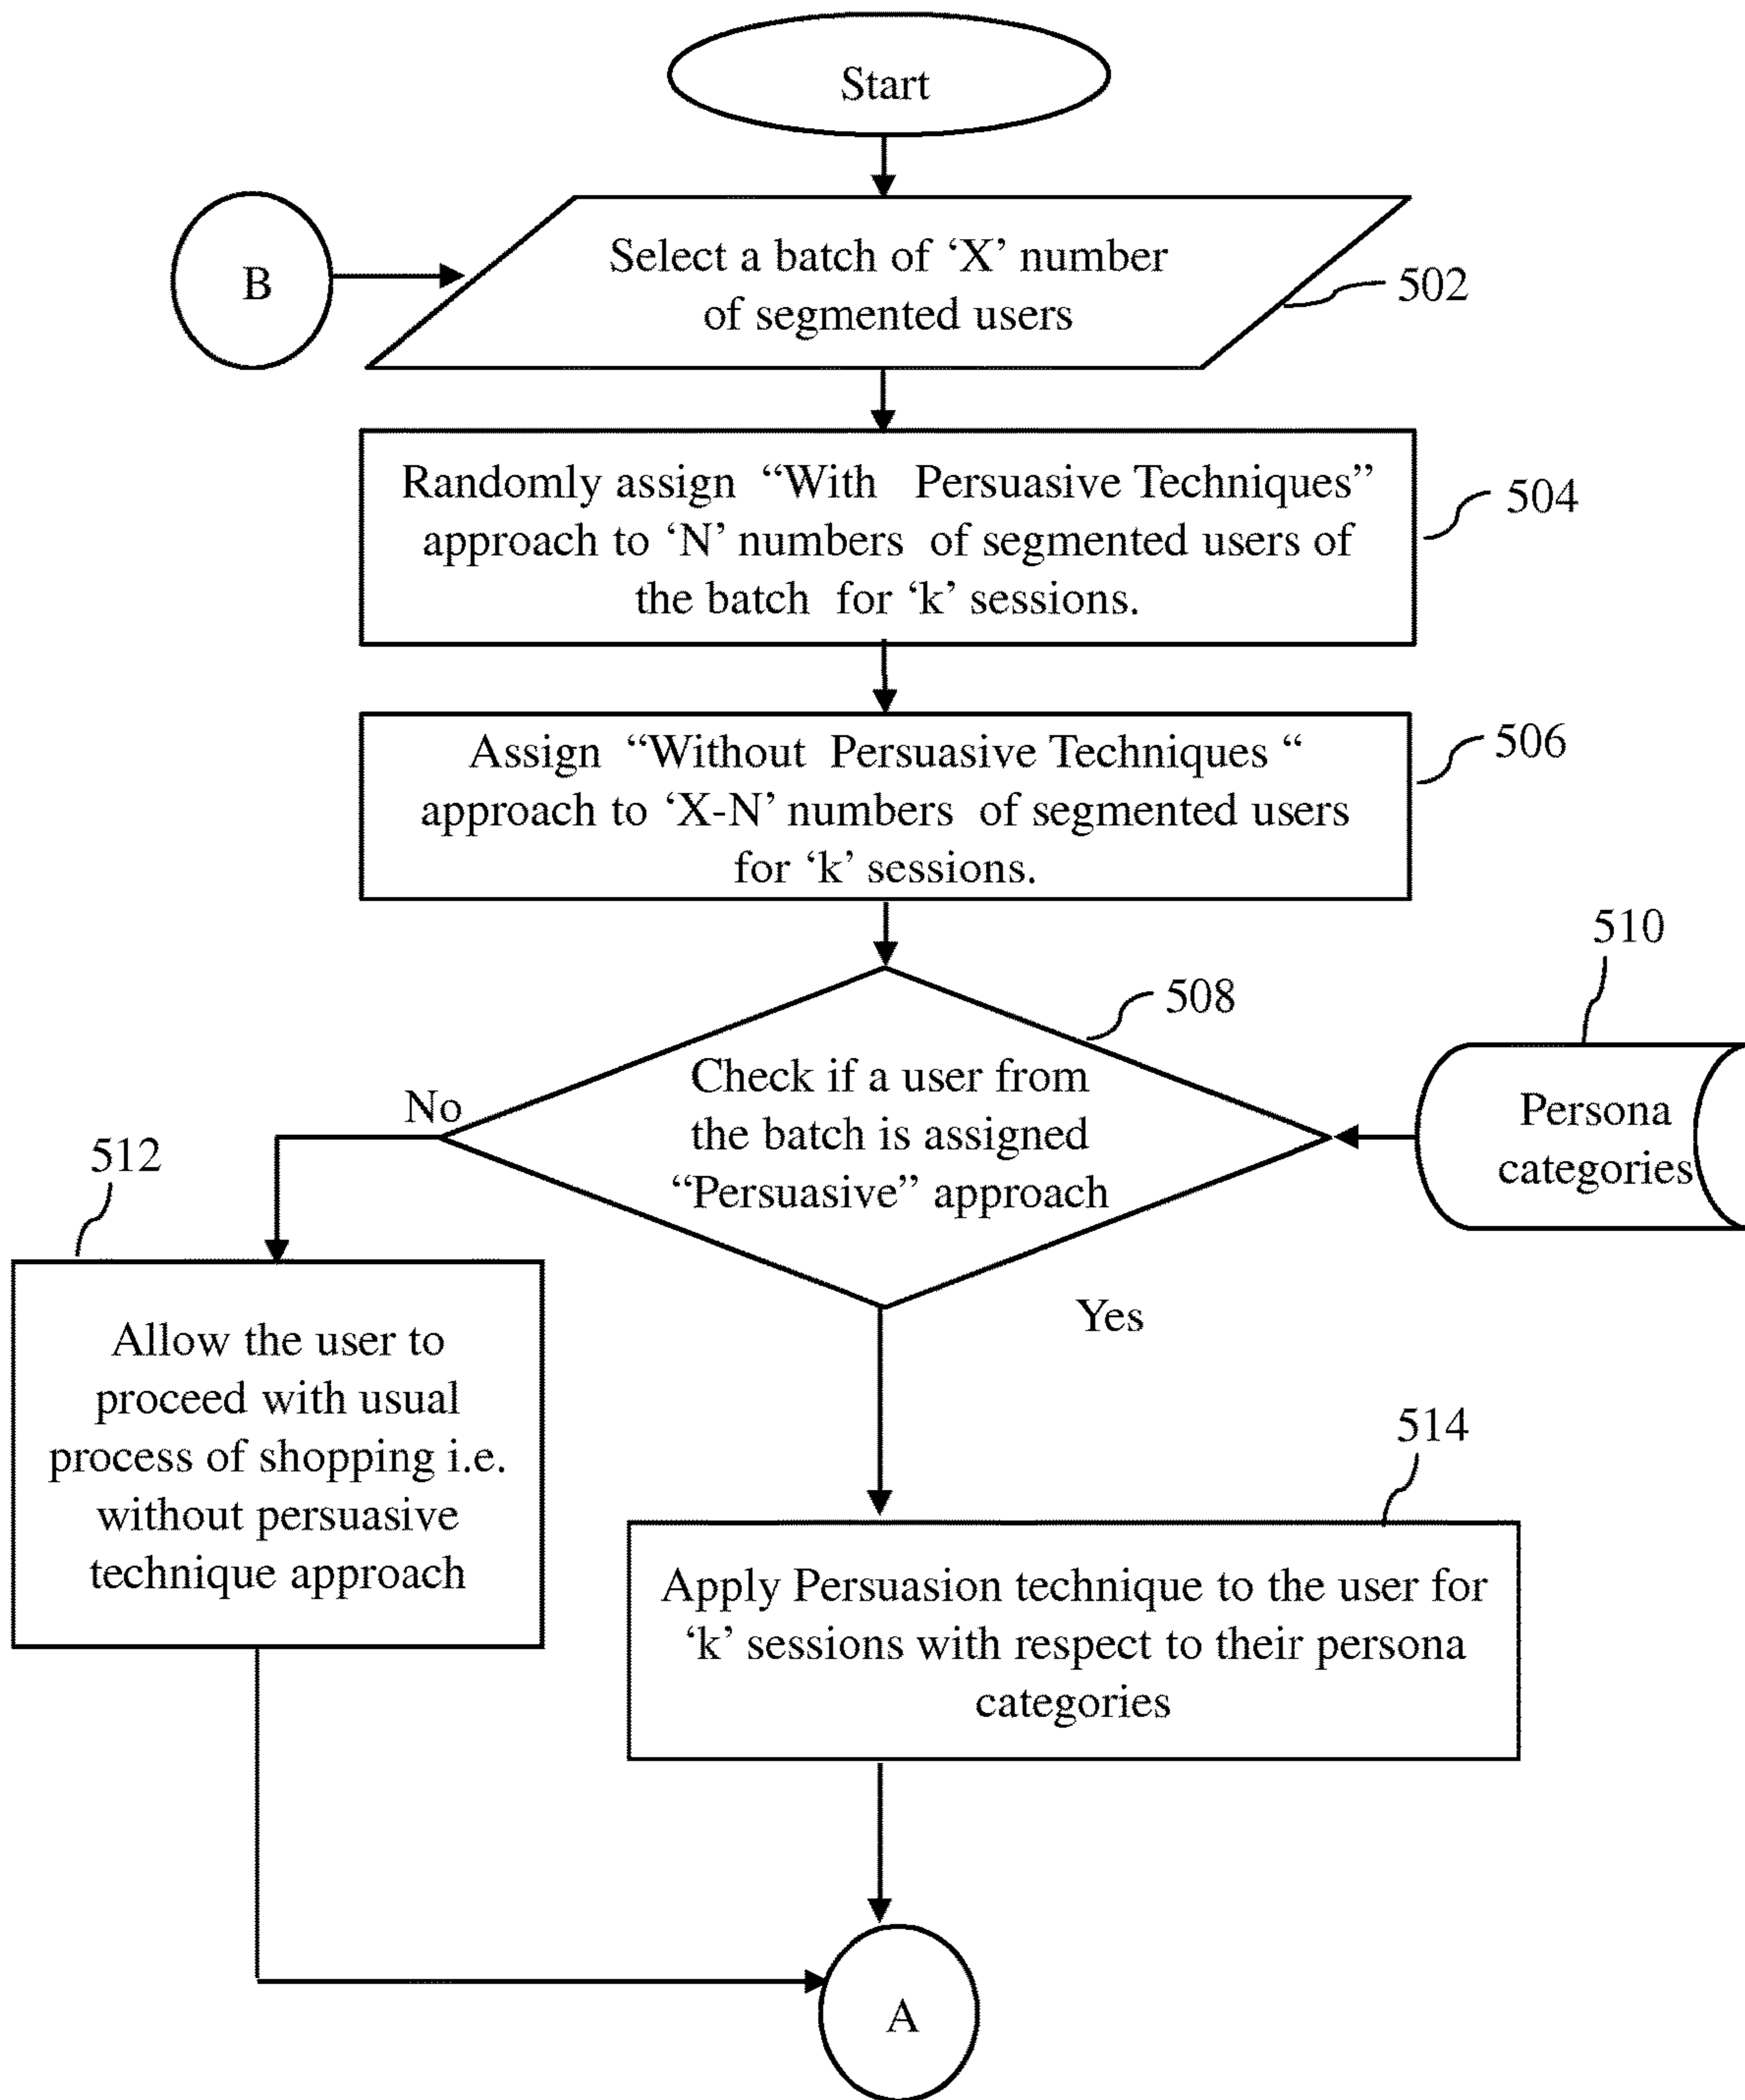 Start
B
Select a batch of ‘X’ number
of segmented users
502
Randomly assign “With Persuasive Techniques”
approach to ‘N’ numbers of segmented users of
the batch for ‘k’ sessions.
504
Assign “Without Persuasive Techniques “
approach to ‘X-N’ numbers of segmented users
for ‘k’ sessions.
506
508
510
Check if a user from
the batch is assigned
“Persuasive” approach
Persona
categories
No
Yes
512
Allow the user to
proceed with usual
process of shopping i.e.
without persuasive
technique approach
514
Apply Persuasion technique to the user for
‘k’ sessions with respect to their persona
categories
A